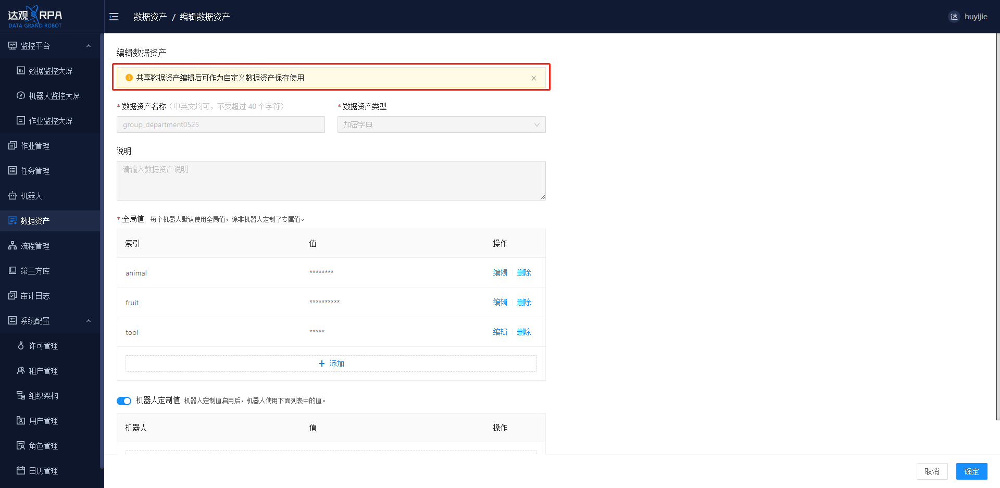 达观 RPA
DATA GRAND ROBOT
数据资产 / 编辑数据资产
达 huyijie
监控平台
数据监控大屏
机器人监控大屏
作业监控大屏
作业管理
任务管理
机器人
数据资产
流程管理
第三方库
审计日志
系统配置
许可管理
租户管理
组织架构
用户管理
角色管理
日历管理
编辑数据资产
共享数据资产编辑后可作为自定义数据资产保存使用
* 数据资产名称（中英文均可，不要超过 40 个字符） * 数据资产类型
group_department0525 加密字典
说明
请输入数据资产说明
* 全局值 每个机器人默认使用全局值，除非机器人定制了专属值。
索引 值 操作
animal ******** 编辑 删除
fruit ********** 编辑 删除
tool ***** 编辑 删除
+ 添加
机器人定制值 机器人定制值启用后，机器人使用下面列表中的值。
机器人 值 操作
取消 确定